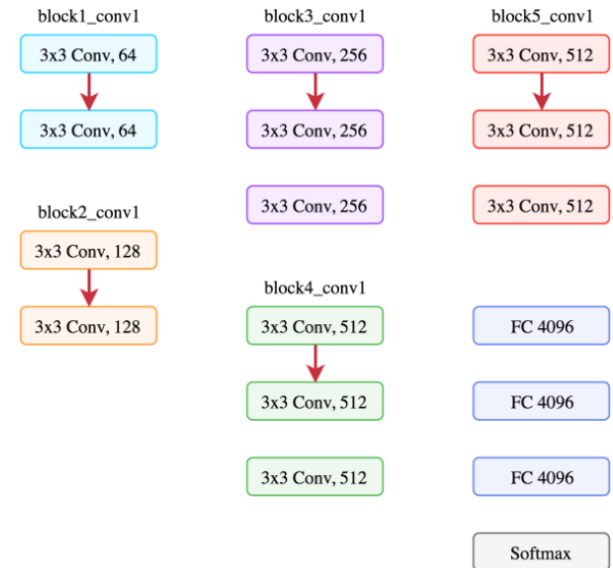 block1_conv1
3x3 Conv, 64
3x3 Conv, 64
block2_conv1
3x3 Conv, 128
3x3 Conv, 128
block3_conv1
3x3 Conv, 256
3x3 Conv, 256
3x3 Conv, 256
block4_conv1
3x3 Conv, 512
3x3 Conv, 512
3x3 Conv, 512
block5_conv1
3x3 Conv, 512
3x3 Conv, 512
3x3 Conv, 512
FC 4096
FC 4096
FC 4096
Softmax